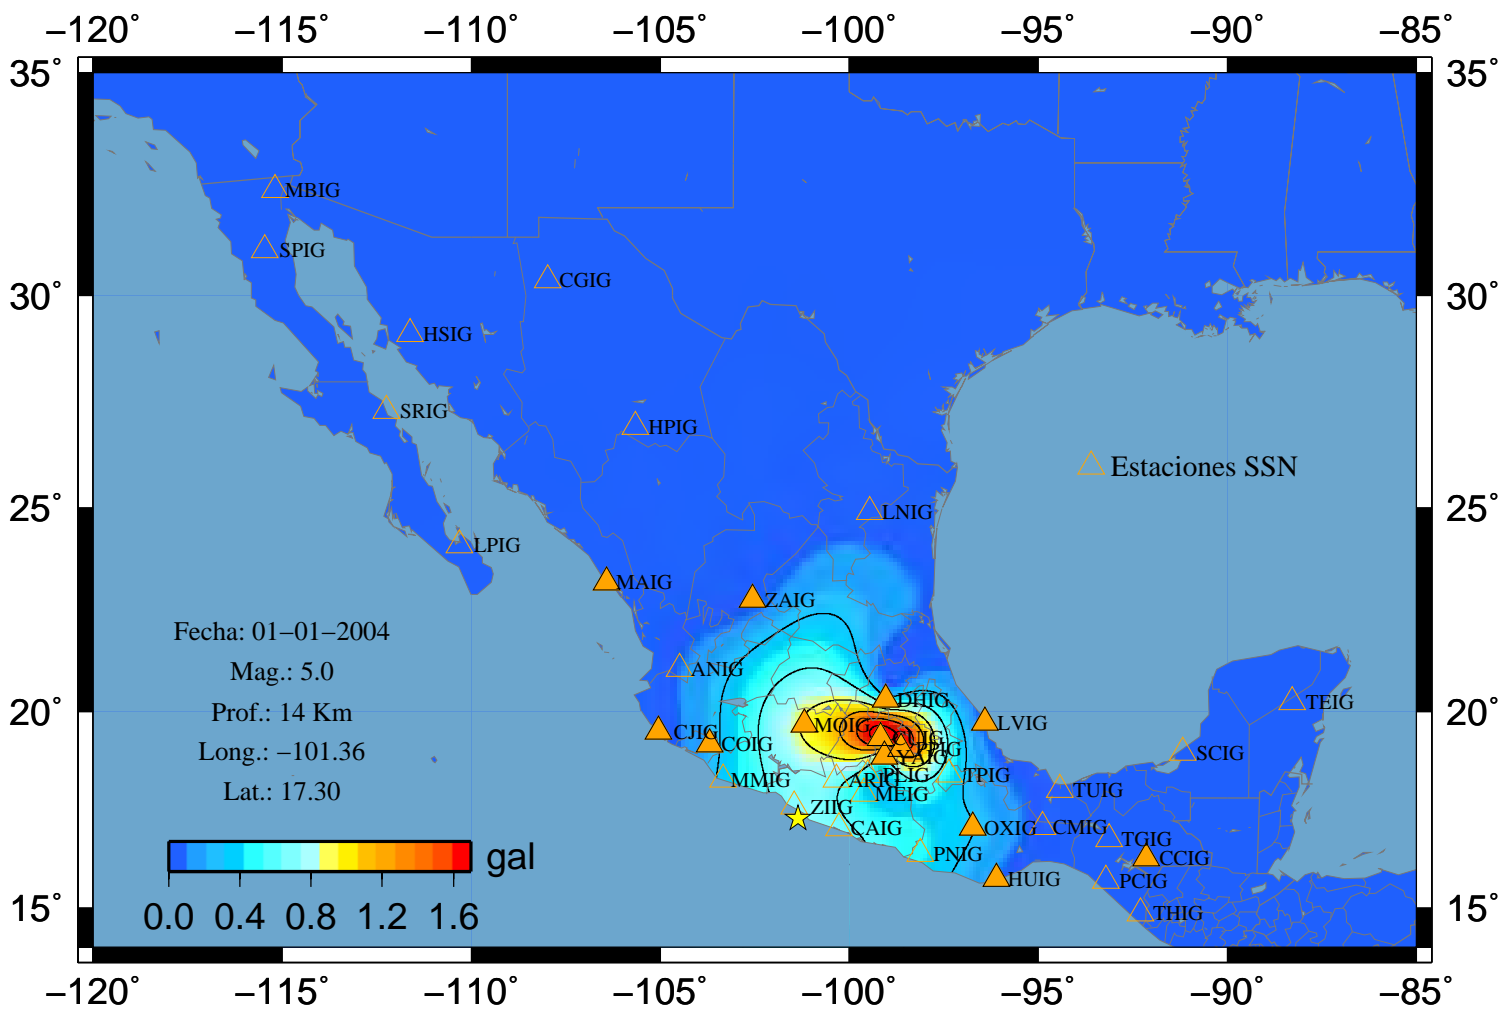 −120° −115° −110° −105° −100° −95° −90° −85°
35° 35°
MBIG
SPIG
CGIG
30° 30°
HSIG
SRIG
HPIG
Estaciones SSN
25° LNIG 25°
LPIG
MAIG
ZAIG
Fecha: 01−01−2004
Mag.: 5.0
ANIG
DHIG
TEIG
20° Prof.: 14 Km 20°
MOIG
LVIG
CJIG
CUIG
COIG
PPIG
Long.: −101.36
YAIG
SCIG
PLIG
TPIG
MMIG
ARIG
Lat.: 17.30
MEIG
TUIG
ZIIG
CAIG
OXIG
CMIG
TGIG
PNIG
gal
CCIG
HUIG
PCIG
0.0 0.4 0.8 1.2 1.6
15° THIG 15°
−120° −115° −110° −105° −100° −95° −90° −85°